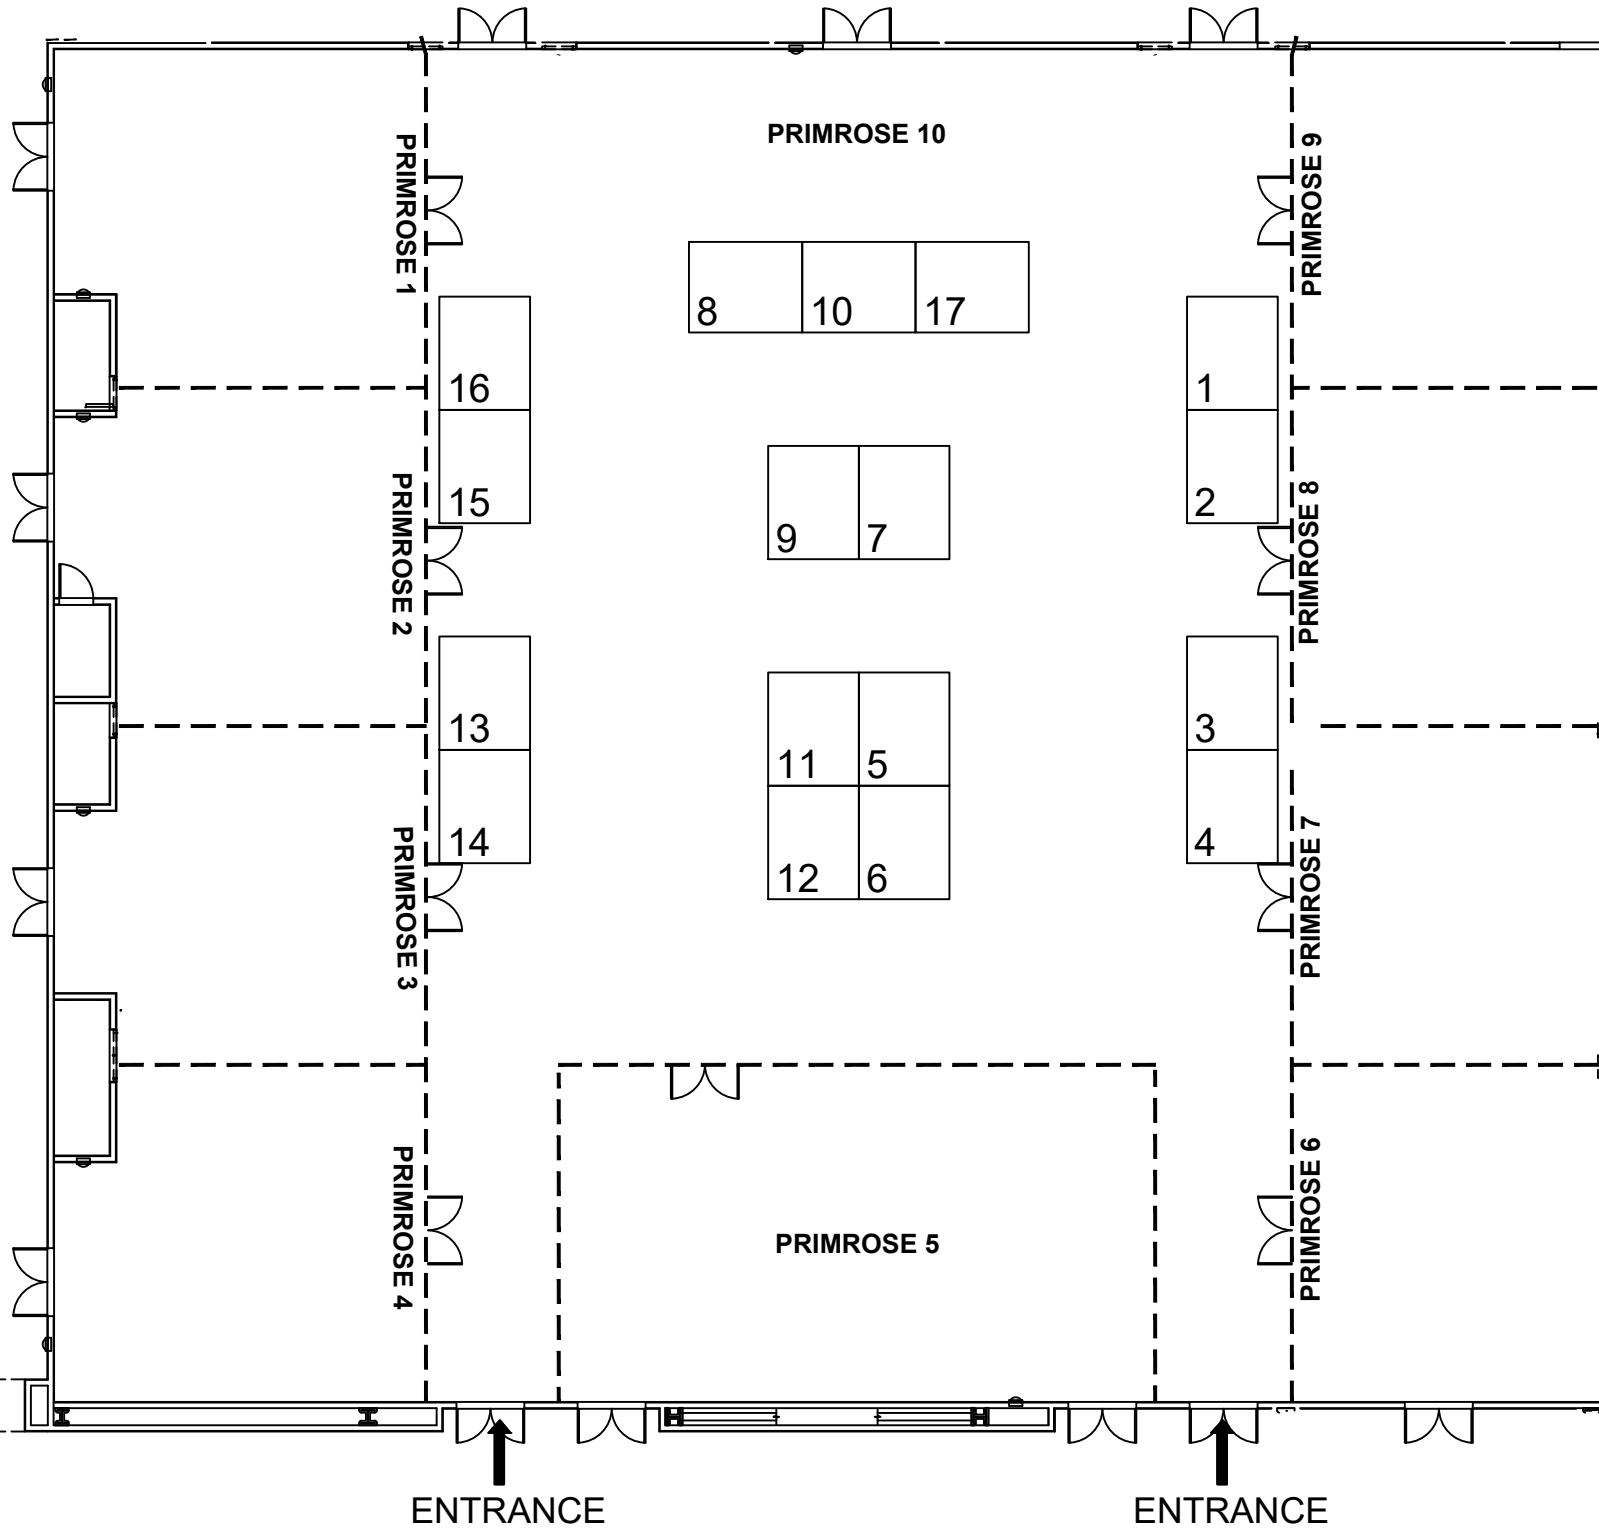 PRIMROSE 10
PRIMROSE 1
PRIMROSE 9
8
10
17
16
1
15
2
9
7
PRIMROSE 2
PRIMROSE 8
13
3
11
5
14
4
12
6
PRIMROSE 3
PRIMROSE 7
PRIMROSE 4
PRIMROSE 5
PRIMROSE 6
ENTRANCE
ENTRANCE